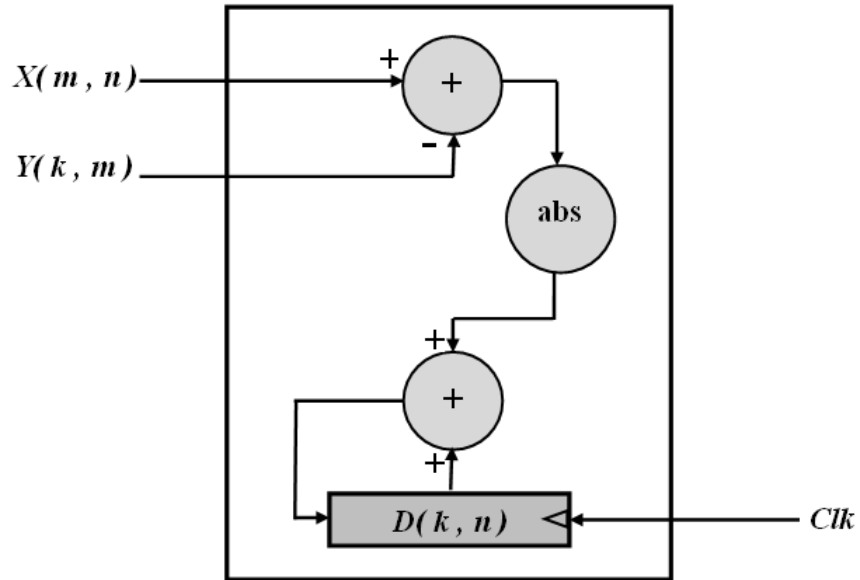 +
X( m , n )
+
-
Y( k , m )
abs
+
+
+
D( k , n )
Clk